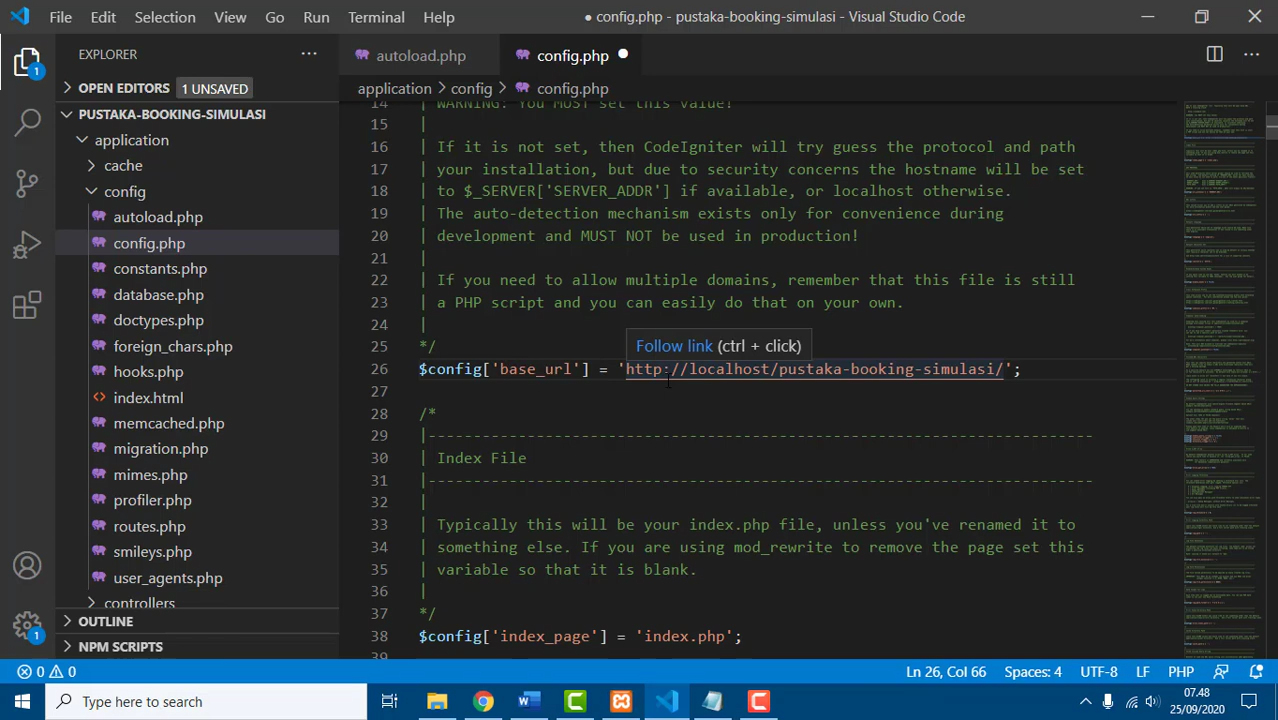 File Edit Selection View Go Run Terminal Help
● config.php - pustaka-booking-simulasi - Visual Studio Code
EXPLORER
OPEN EDITORS 1 UNSAVED
PUSTAKA-BOOKING-SIMULASI
application
cache
config
autoload.php
config.php
constants.php
database.php
doctypes.php
foreign_chars.php
hooks.php
index.html
memcached.php
migration.php
mimes.php
profiler.php
routes.php
smileys.php
user_agents.php
controllers
OUTLINE
NPM SCRIPTS
1
1
autoload.php config.php
application > config > config.php
14 | WARNING: You MUST set this value!
15 |
16 | If it is not set, then CodeIgniter will try guess the protocol and path
17 | your installation, but due to security concerns the hostname will be set
18 | to $_SERVER['SERVER_ADDR'] if available, or localhost otherwise.
19 | The auto-detection mechanism exists only for convenience during
20 | development and MUST NOT be used in production!
21 |
22 | If you need to allow multiple domains, remember that this file is still
23 | a PHP script and you can easily do that on your own.
24 |
25 */
Follow link (ctrl + click)
26 $config['base_url'] = 'http://localhost/pustaka-booking-simulasi/';
27
28 /*
29 |--------------------------------------------------------------------------
30 | Index File
31 |--------------------------------------------------------------------------
32 |
33 | Typically this will be your index.php file, unless you've renamed it to
34 | something else. If you are using mod_rewrite to remove the page set this
35 | variable so that it is blank.
36 |
37 */
38 $config['index_page'] = 'index.php';
39
0 0 Ln 26, Col 66 Spaces: 4 UTF-8 LF PHP
Type here to search
07.48
25/09/2020